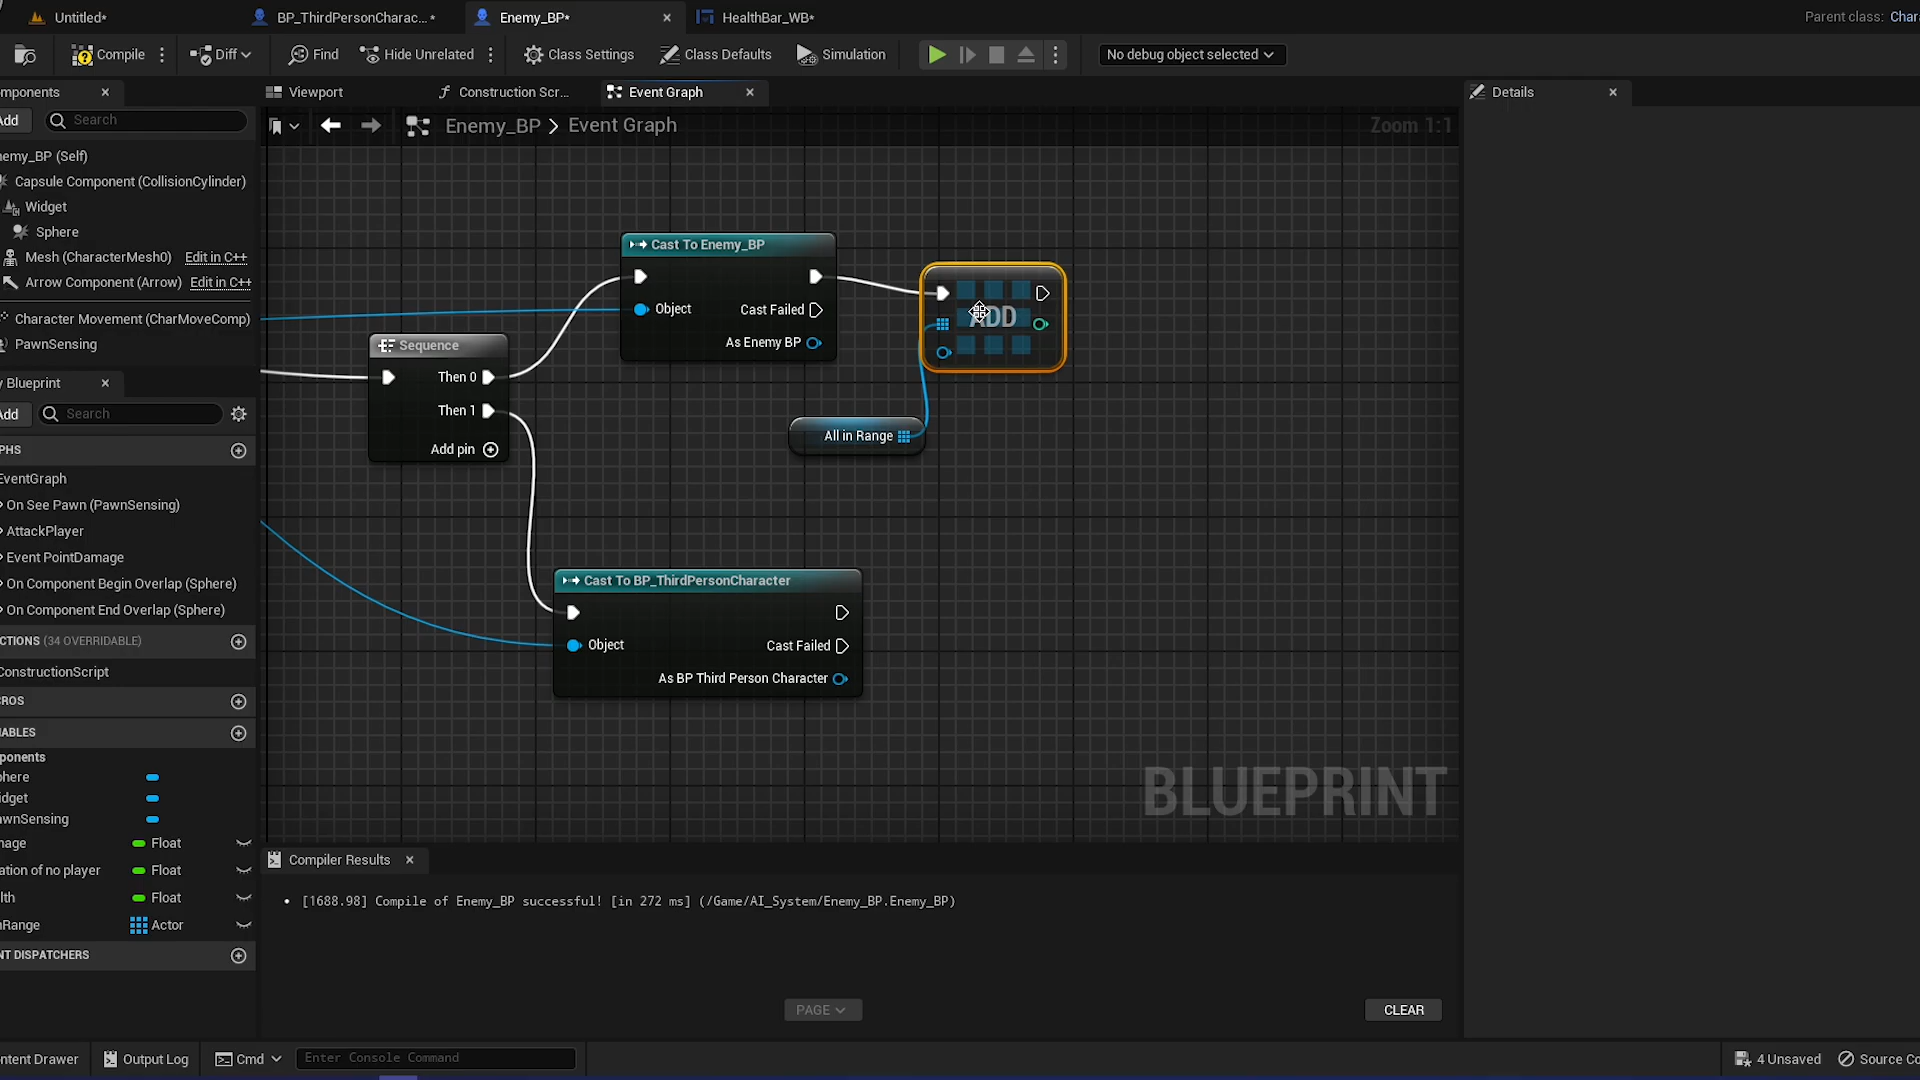 Untitled*
BP_ThirdPersonCharac...*
Enemy_BP*
HealthBar_WB*
Parent class: Char
Compile
Diff
Find
Hide Unrelated
Class Settings
Class Defaults
Simulation
No debug object selected
mponents
Viewport
Construction Scr...
Event Graph
Details
Add
Search
Enemy_BP > Event Graph
Zoom 1:1
nemy_BP (Self)
Capsule Component (CollisionCylinder)
Widget
Sphere
Mesh (CharacterMesh0) Edit in C++
Arrow Component (Arrow) Edit in C++
Character Movement (CharMoveComp)
PawnSensing
y Blueprint
Add
Search
PHS
EventGraph
On See Pawn (PawnSensing)
AttackPlayer
Event PointDamage
On Component Begin Overlap (Sphere)
On Component End Overlap (Sphere)
CTIONS (34 OVERRIDABLE)
ConstructionScript
CROS
IABLES
ponents
phere
idget
awnSensing
mage Float
ation of no player Float
lth Float
nRange Actor
NT DISPATCHERS
Cast To Enemy_BP
Object
Cast Failed
As Enemy BP
ADD
Sequence
Then 0
Then 1
Add pin
All in Range
Cast To BP_ThirdPersonCharacter
Object
Cast Failed
As BP Third Person Character
BLUEPRINT
Compiler Results
[1688.98] Compile of Enemy_BP successful! [in 272 ms] (/Game/AI_System/Enemy_BP.Enemy_BP)
PAGE
CLEAR
ntent Drawer
Output Log
Cmd
Enter Console Command
4 Unsaved
Source Co